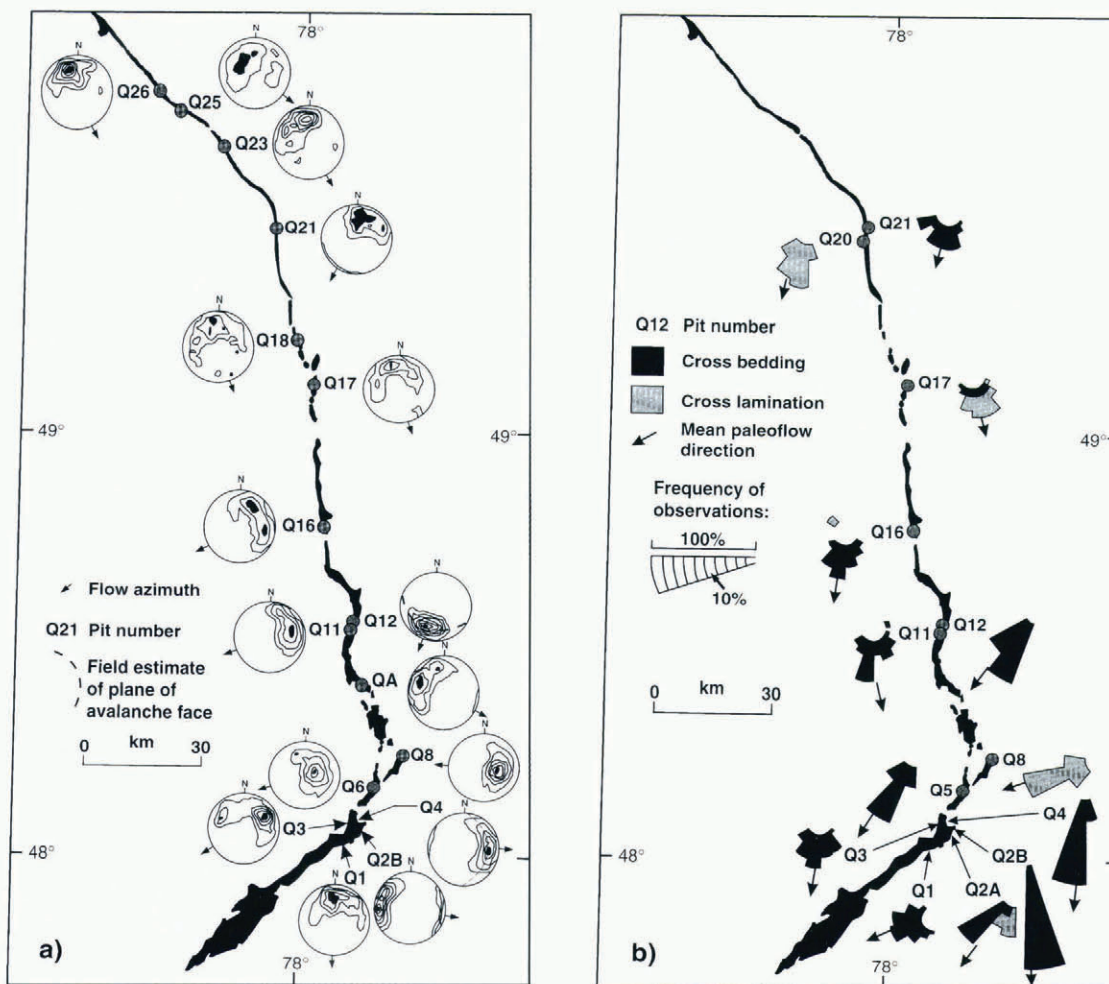 78°
N
N
Q26
Q25
Q23
N
N
Q21
N
Q18
N
Q17
49°
49°
N
Q16
N
Flow azimuth
N
Q12
Q11
Q21 Pit number
N
QA
Field estimate
of plane of
avalanche face
0 km 30
N
N
Q8
Q6
N
Q4
Q3
N
48°
Q2B
Q1
N
N
a)
78°
78°
Q21
Q20
Q12 Pit number
Cross bedding
Cross lamination
Mean paleoflow
direction
Q17
49°
Frequency of
observations:
100%
10%
Q16
Q12
Q11
0 km 30
Q8
Q5
Q4
Q3
48°
Q2B
Q1
Q2A
b)
78°